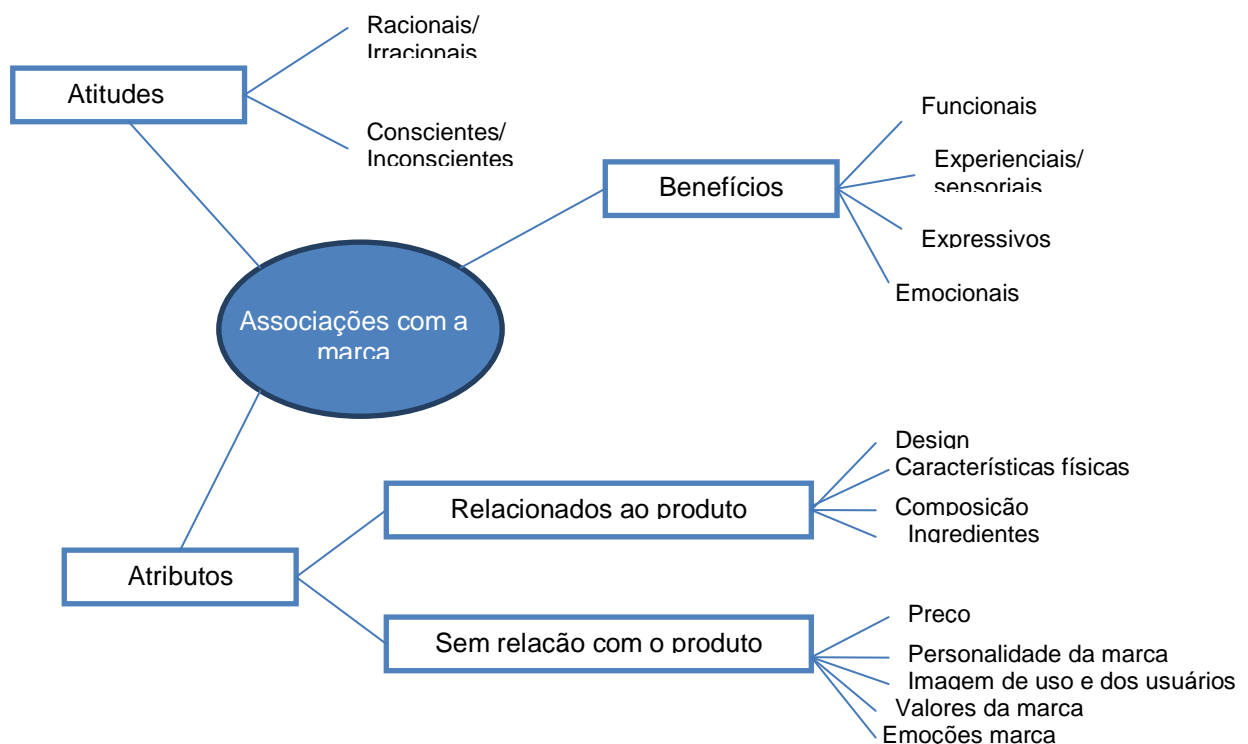 Racionais/
Irracionais
Atitudes
Conscientes/
Inconscientes
Funcionais
Experienciais/
sensoriais
Benefícios
Expressivos
Emocionais
Associações com a
marca
Design
Características físicas
Relacionados ao produto
Composição
Ingredientes
Atributos
Preço
Sem relação com o produto
Personalidade da marca
Imagem de uso e dos usuários
Valores da marca
Emoções marca